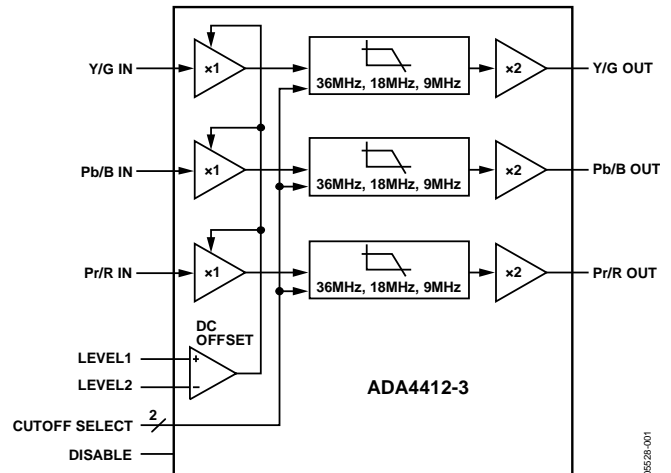 Y/G IN
×1
36MHz, 18MHz, 9MHz
×2
Y/G OUT
Pb/B IN
×1
36MHz, 18MHz, 9MHz
×2
Pb/B OUT
Pr/R IN
×1
36MHz, 18MHz, 9MHz
×2
Pr/R OUT
DC
OFFSET
LEVEL1
+
LEVEL2
–
ADA4412-3
CUTOFF SELECT
2
DISABLE
05528-001